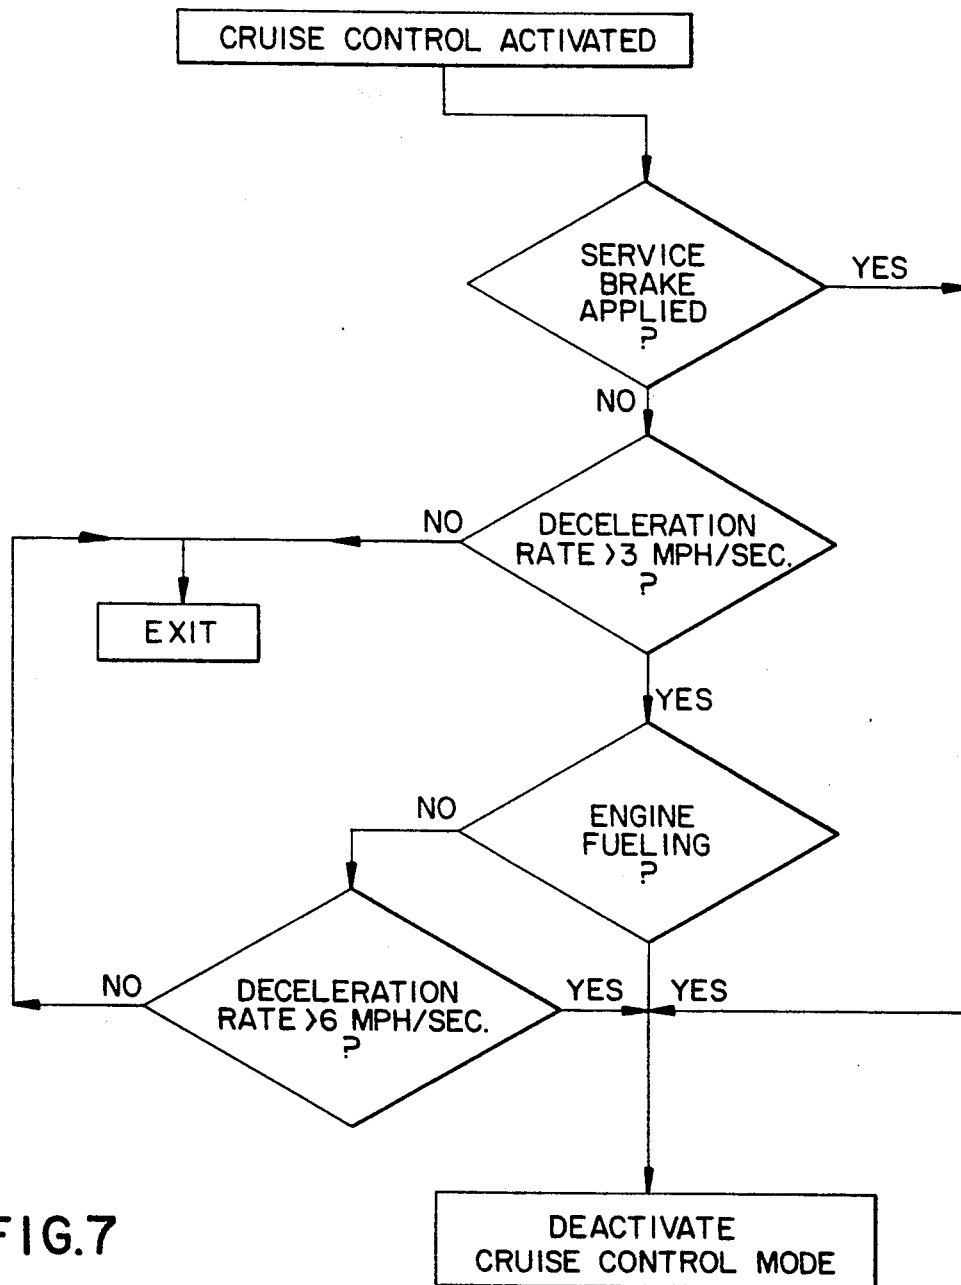 CRUISE CONTROL ACTIVATED
SERVICE
BRAKE
APPLIED
?
YES
NO
DECELERATION
RATE >3 MPH/SEC.
?
NO
EXIT
YES
ENGINE
FUELING
?
NO
DECELERATION
RATE >6 MPH/SEC.
?
NO
YES
YES
DEACTIVATE
CRUISE CONTROL MODE
FIG.7